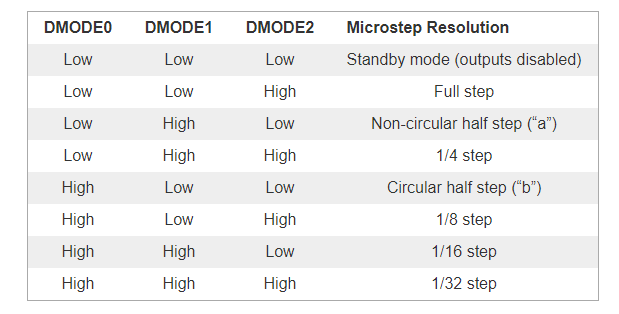 DMODE0 DMODE1 DMODE2 Microstep Resolution
Low Low Low Standby mode (outputs disabled)
Low Low High Full step
Low High Low Non-circular half step (“a”)
Low High High 1/4 step
High Low Low Circular half step (“b”)
High Low High 1/8 step
High High Low 1/16 step
High High High 1/32 step